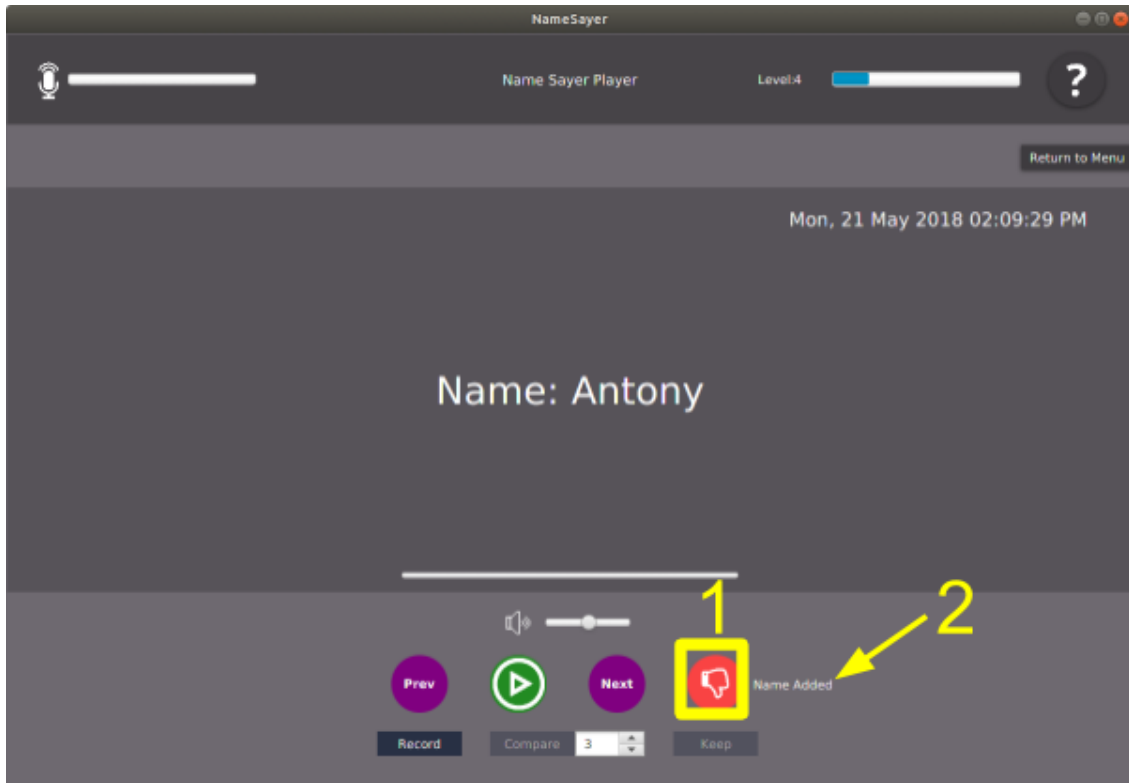 NameSayer
Name Sayer Player
Level:4
?
Return to Menu
Mon, 21 May 2018 02:09:29 PM
Name: Antony
1
2
Prev
Next
Name Added
Record
Compare
3
Keep